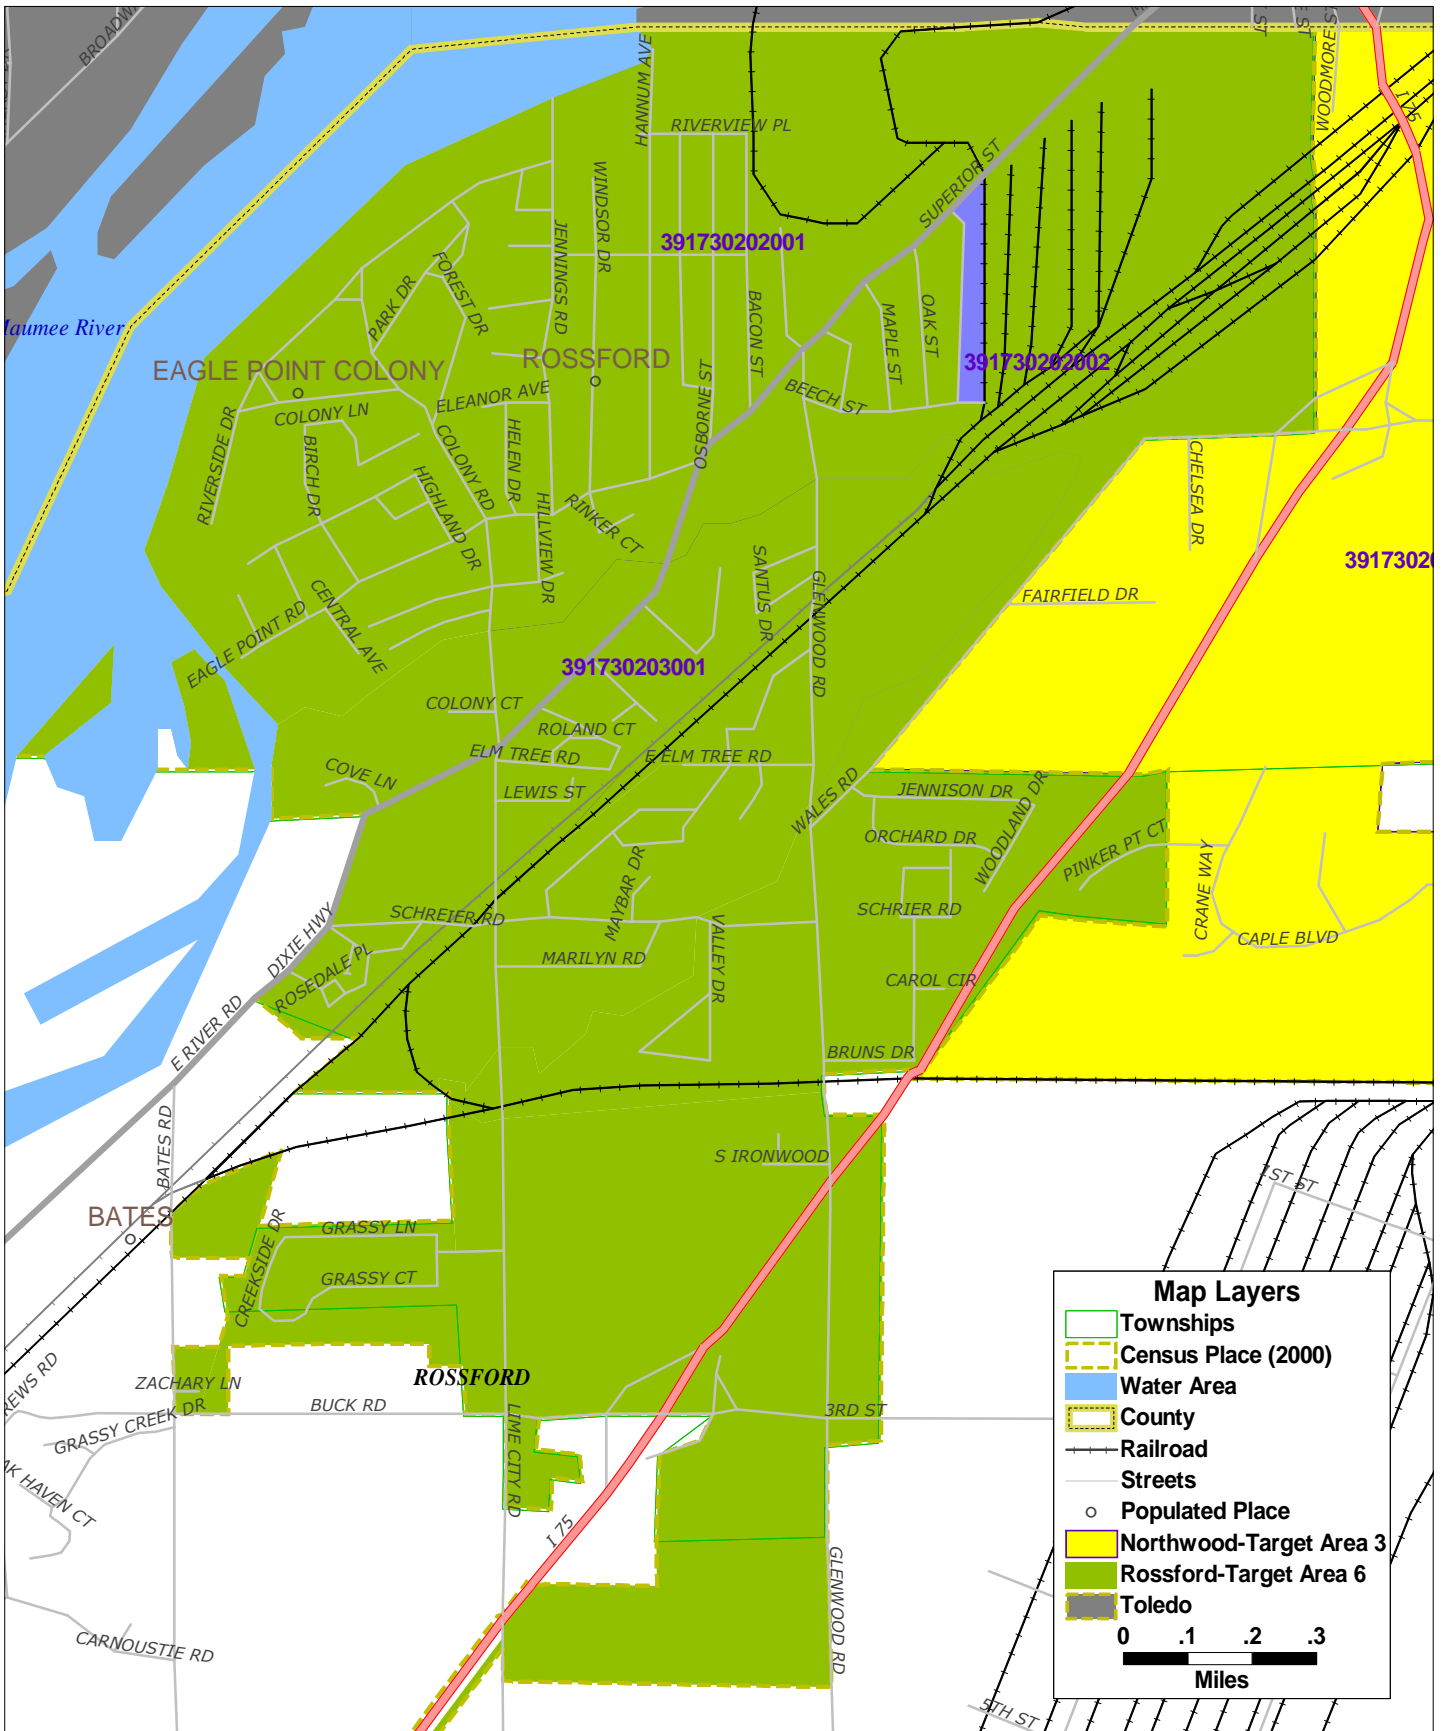 BROADW
HANNUM AVE
ST
E ST
WOODMORE ST
I 75
RIVERVIEW PL
SUPERIOR ST
WINDSOR DR
JENNINGS RD
391730202001
FOREST DR
PARK DR
Maumee River
BACON ST
MAPLE ST
OAK ST
EAGLE POINT COLONY
ROSSFORD
391730202002
OSBORNE ST
BEECH ST
ELEANOR AVE
COLONY LN
RIVERSIDE DR
BIRCH DR
COLONY RD
HELEN DR
HIGHLAND DR
HILLVIEW DR
RINKER CT
CHELSEA DR
SANTUS DR
GLENWOOD RD
39173020
FAIRFIELD DR
CENTRAL AVE
EAGLE POINT RD
391730203001
COLONY CT
ROLAND CT
ELM TREE RD
E ELM TREE RD
COVE LN
LEWIS ST
WALES RD
JENNISON DR
WOODLAND DR
ORCHARD DR
PINKER PT CT
MAYBAR DR
CRANE WAY
SCHREIER RD
SCHRIER RD
VALLEY DR
CAPLE BLVD
DIXIE HWY
ROSEDALE PL
MARILYN RD
CAROL CIR
E RIVER RD
BRUNS DR
BATES RD
S IRONWOOD
1ST ST
BATES
CREEKSIDE DR
GRASSY LN
GRASSY CT
REWS RD
ZACHARY LN
ROSSFORD
BUCK RD
3RD ST
GRASSY CREEK DR
LIME CITY RD
AK HAVEN CT
I 75
GLENWOOD RD
CARNOUSTIE RD
5TH ST
Map Layers
Townships
Census Place (2000)
Water Area
County
Railroad
Streets
Populated Place
Northwood-Target Area 3
Rossford-Target Area 6
Toledo
0 .1 .2 .3
Miles